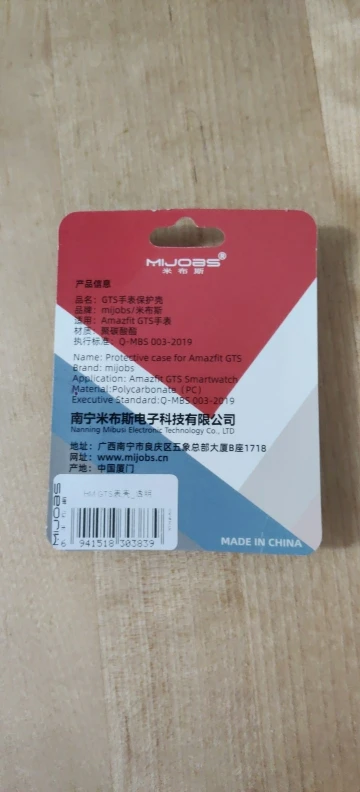 MIJOBS®
米布斯
产品信息
品名：GTS手表保护壳
品牌：mijobs/米布斯
适用：Amazfit GTS手表
材质：聚碳酸酯
执行标准：Q-MBS 003-2019
Name: Protective case for Amazfit GTS
Brand: mijobs
Application: Amazfit GTS Smartwatch
Material:Polycarbonate（PC）
Executive Standard:Q-MBS 003-2019
南宁米布斯电子科技有限公司
Nanning Mibusi Electronic Technology Co., LTD
地址：广西南宁市良庆区五象总部大厦B座1718
网址：www.mijobs.cn
产地：中国厦门
MIJOBS
6 941518 303839
MADE IN CHINA